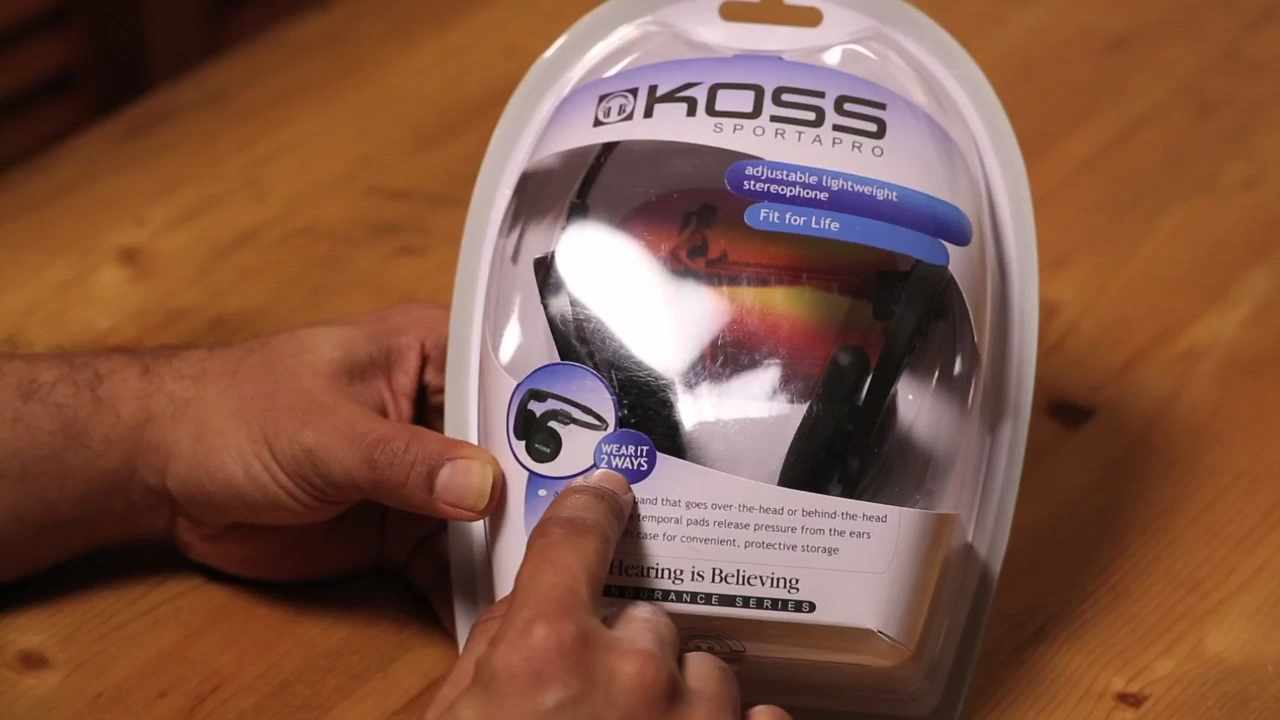 KOSS
SPORTAPRO
adjustable lightweight
stereophone
Fit for Life
WEAR IT
2 WAYS
that goes over-the-head or behind-the-head
temporal pads release pressure from the ears
case for convenient, protective storage
Hearing is Believing
SERIES